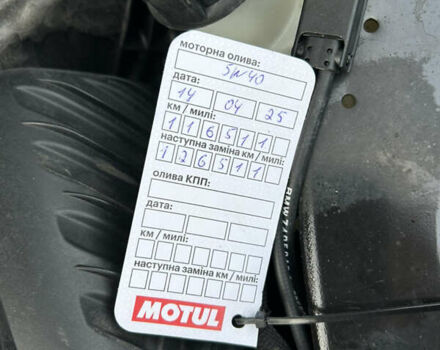 моторна олива:
5W40
дата:
14 04 25
км / милі:
116511
наступна заміна км / милі:
126511
олива КПП:
дата:
км / милі:
наступна заміна км / милі:
MOTUL
BMW